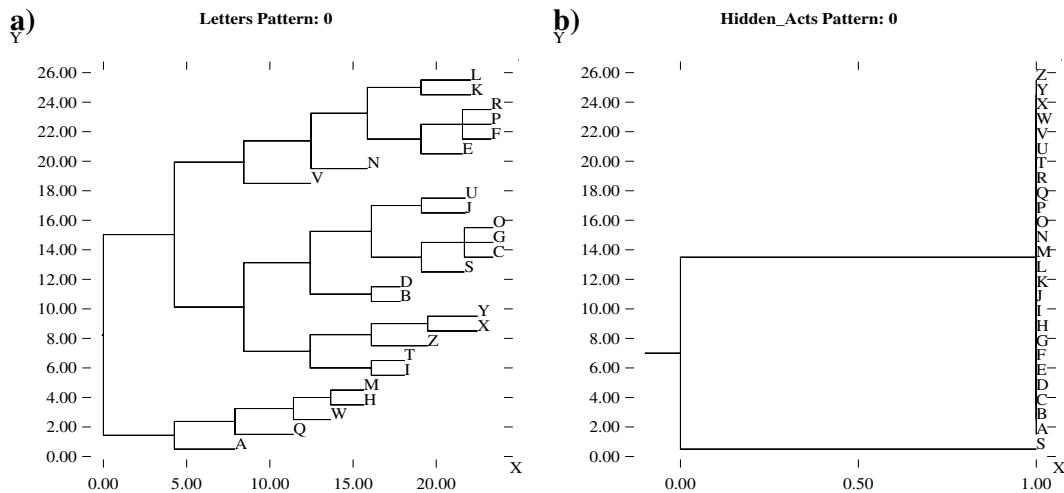 a)
Letters Pattern: 0
Y
26.00
24.00
22.00
20.00
18.00
16.00
14.00
12.00
10.00
8.00
6.00
4.00
2.00
0.00
L
K
R
P
F
E
N
V
U
J
O
G
C
S
D
B
Y
X
Z
T
I
M
H
W
Q
A
X
0.00 5.00 10.00 15.00 20.00
b)
Hidden_Acts Pattern: 0
Y
26.00
24.00
22.00
20.00
18.00
16.00
14.00
12.00
10.00
8.00
6.00
4.00
2.00
0.00
Z
Y
X
W
V
U
T
R
Q
P
O
N
M
L
K
J
I
H
G
F
E
D
C
B
A
S
X
0.00 0.50 1.00